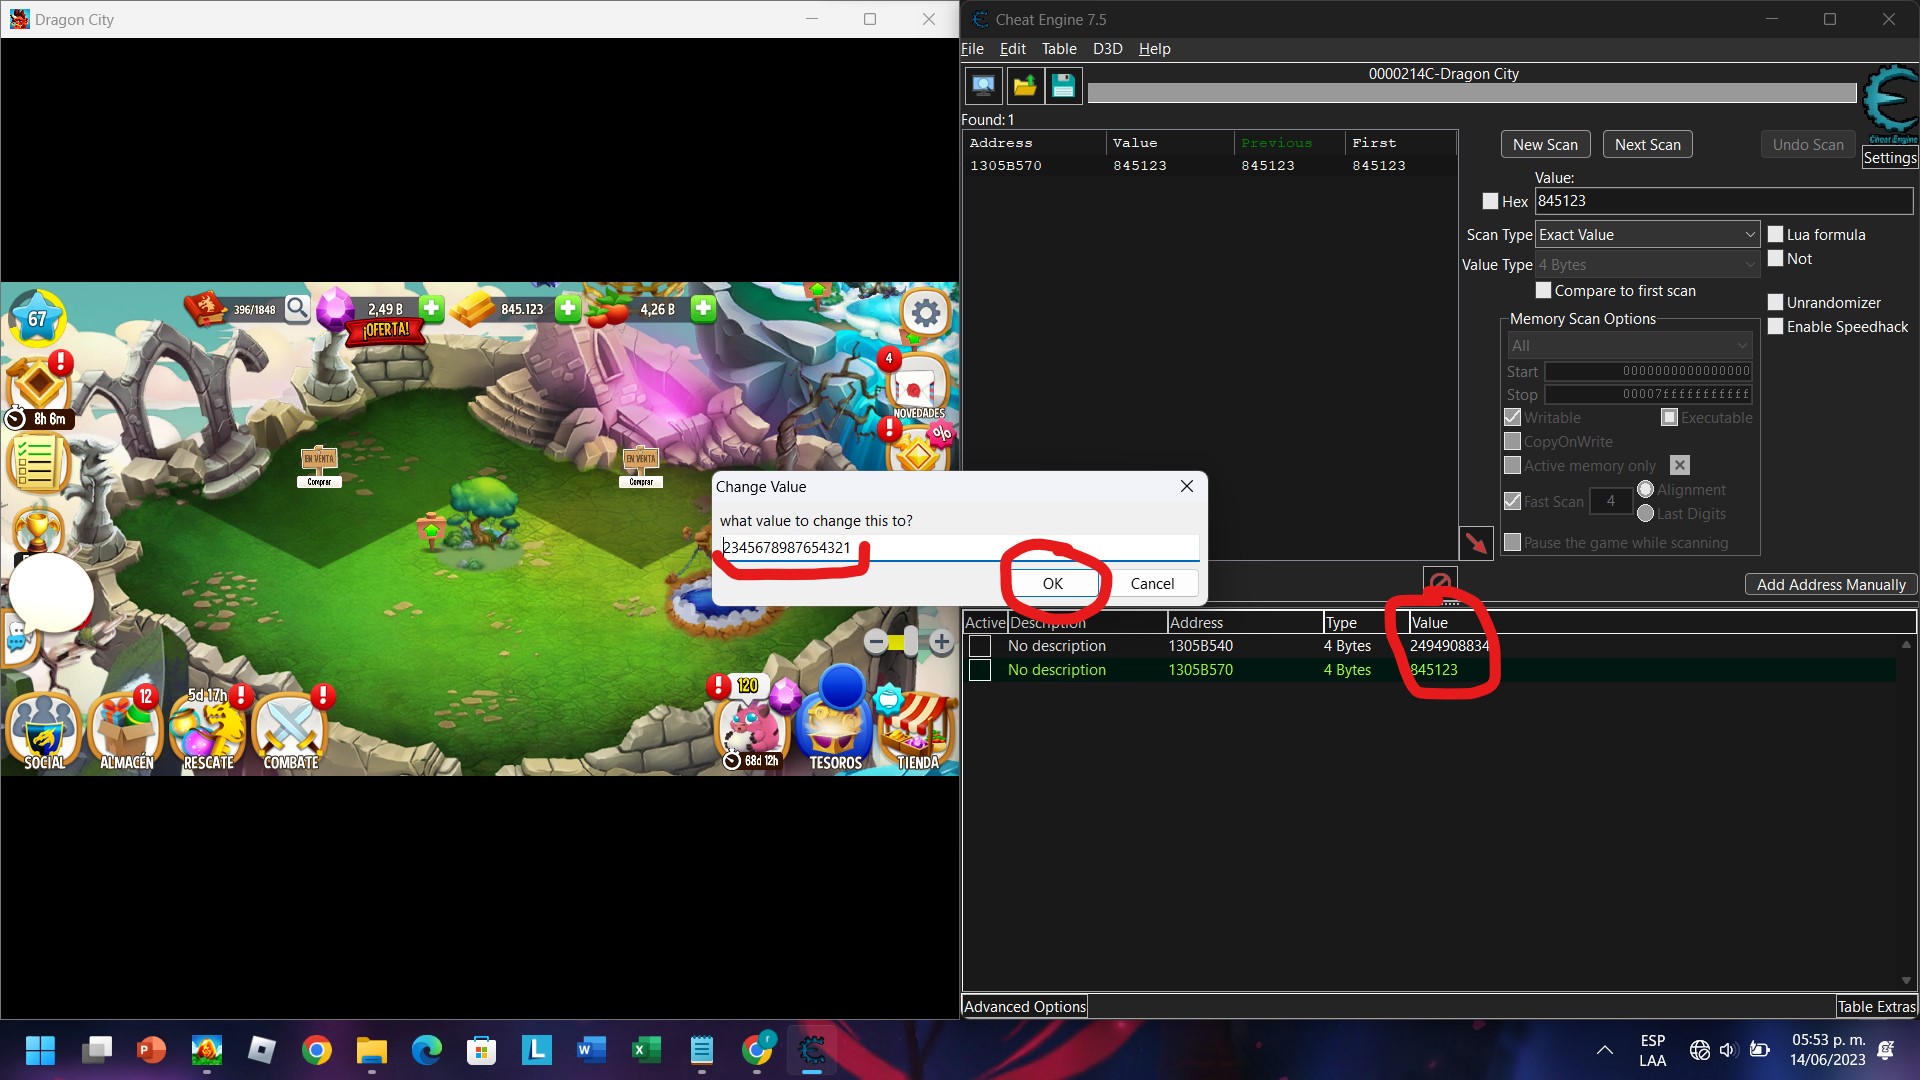 Dragon City
67
396/1848
2,49 B
845.123
4,26 B
¡OFERTA!
8h 6m
4
NOVEDADES
%
EN VENTA
Comprar
EN VENTA
Comprar
12
5d 17h
120
68d 12h
SOCIAL
ALMACÉN
RESCATE
COMBATE
TESOROS
TIENDA
Cheat Engine 7.5
File Edit Table D3D Help
0000214C-Dragon City
Cheat Engine
Found: 1
Settings
Address Value Previous First
1305B570 845123 845123 845123
New Scan Next Scan Undo Scan
Value:
Hex 845123
Scan Type Exact Value
Lua formula
Value Type 4 Bytes
Not
Compare to first scan
Unrandomizer
Enable Speedhack
Memory Scan Options
All
Start 0000000000000000
Stop 00007fffffffffff
Writable Executable
CopyOnWrite
Active memory only
Fast Scan 4 Alignment
Last Digits
Pause the game while scanning
Add Address Manually
Change Value
what value to change this to?
2345678987654321
OK Cancel
Active Description Address Type Value
No description 1305B540 4 Bytes 2494908834
No description 1305B570 4 Bytes 845123
Advanced Options Table Extras
ESP
LAA
05:53 p. m.
14/06/2023